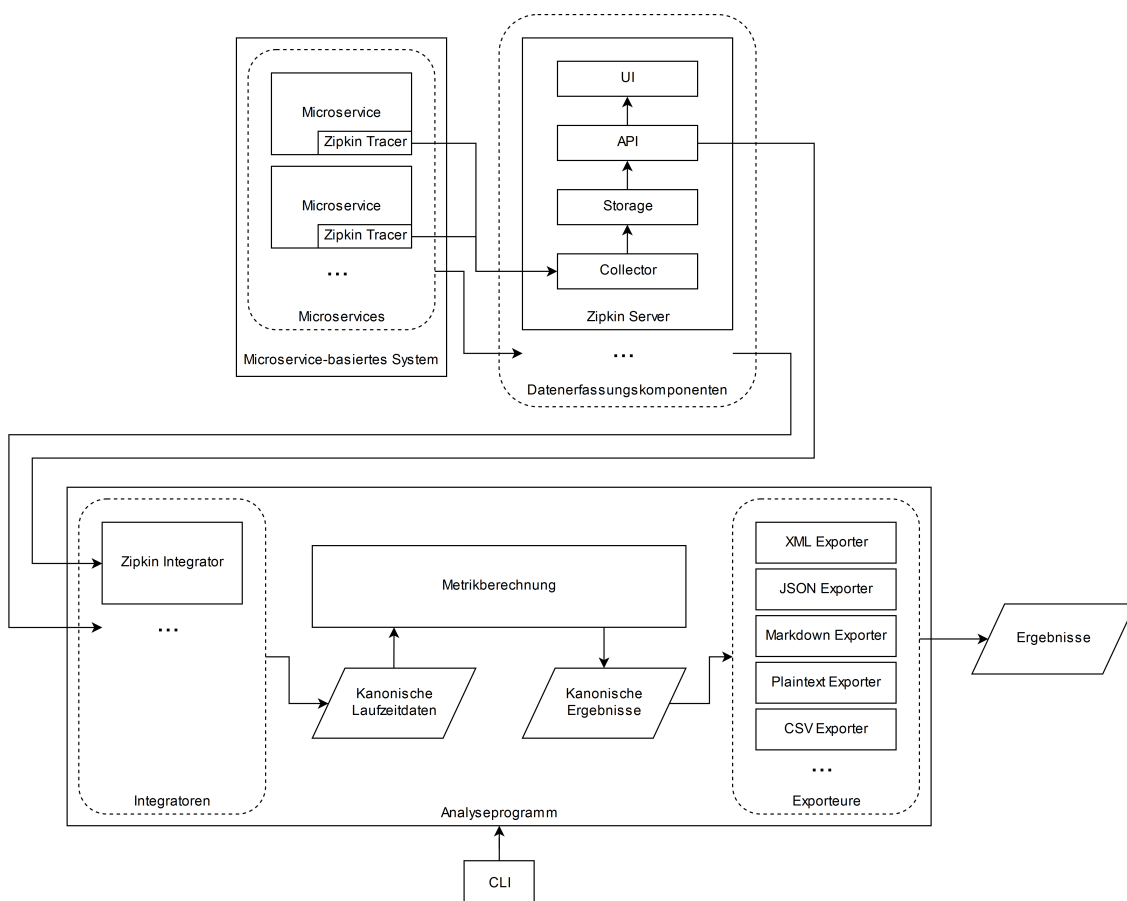 Microservice
Zipkin Tracer
Microservice
Zipkin Tracer
...
Microservices
Microservice-basiertes System
UI
API
Storage
Collector
Zipkin Server
...
Datenerfassungskomponenten
Zipkin Integrator
...
Integratoren
Metrikberechnung
Kanonische
Laufzeitdaten
Kanonische
Ergebnisse
XML Exporter
JSON Exporter
Markdown Exporter
Plaintext Exporter
CSV Exporter
...
Exporteure
Analyseprogramm
Ergebnisse
CLI